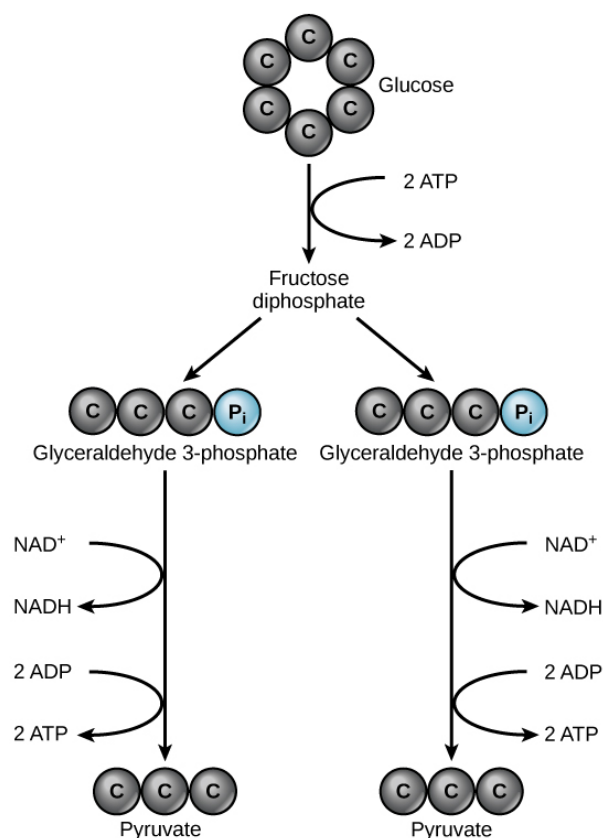 C
C
C
C
C
C
Glucose
2 ATP
2 ADP
Fructose
diphosphate
C C C Pi
Glyceraldehyde 3-phosphate
C C C Pi
Glyceraldehyde 3-phosphate
NAD+
NADH
2 ADP
2 ATP
NAD+
NADH
2 ADP
2 ATP
C C C
Pyruvate
C C C
Pyruvate